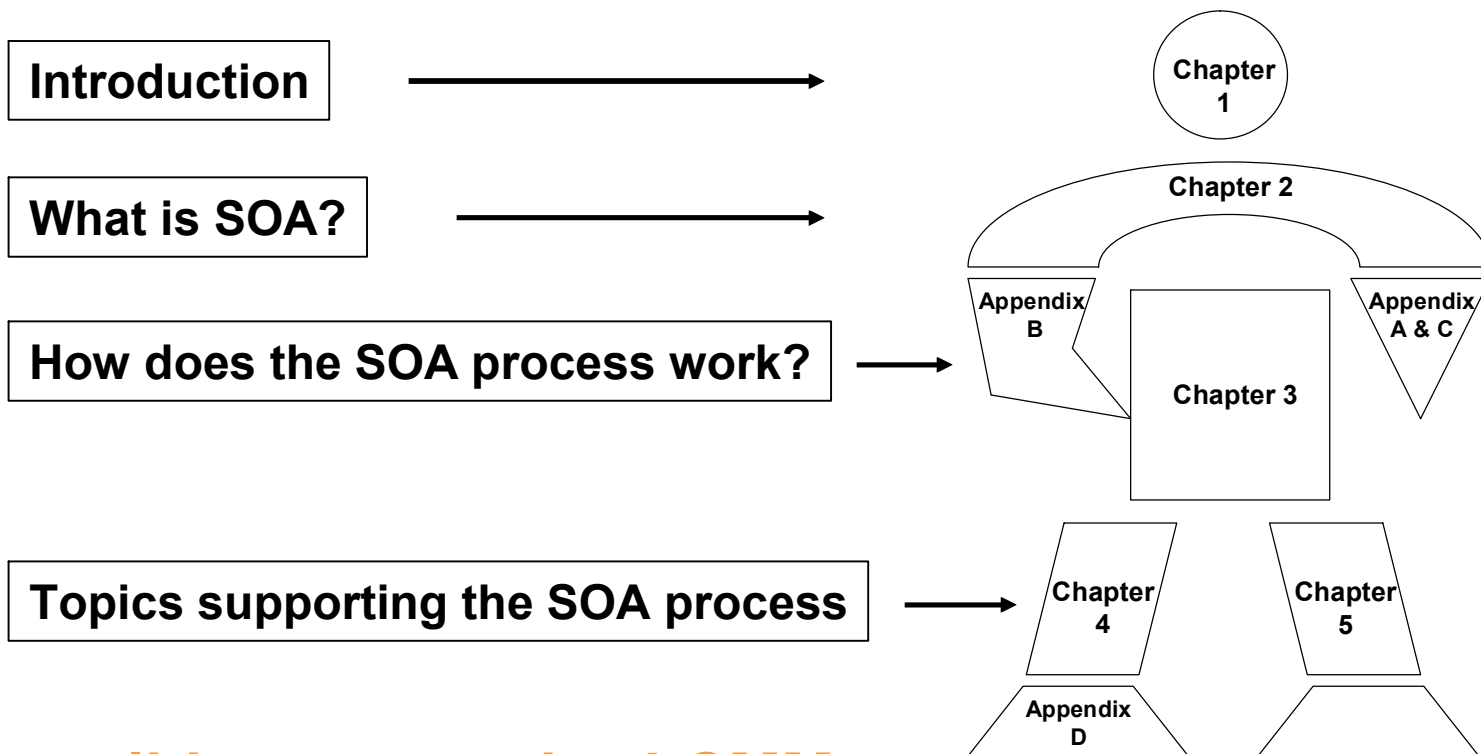 Introduction
Chapter
1
What is SOA?
Chapter 2
How does the SOA process work?
Appendix
B
Appendix
A & C
Chapter 3
Topics supporting the SOA process
Chapter
4
Chapter
5
Appendix
D